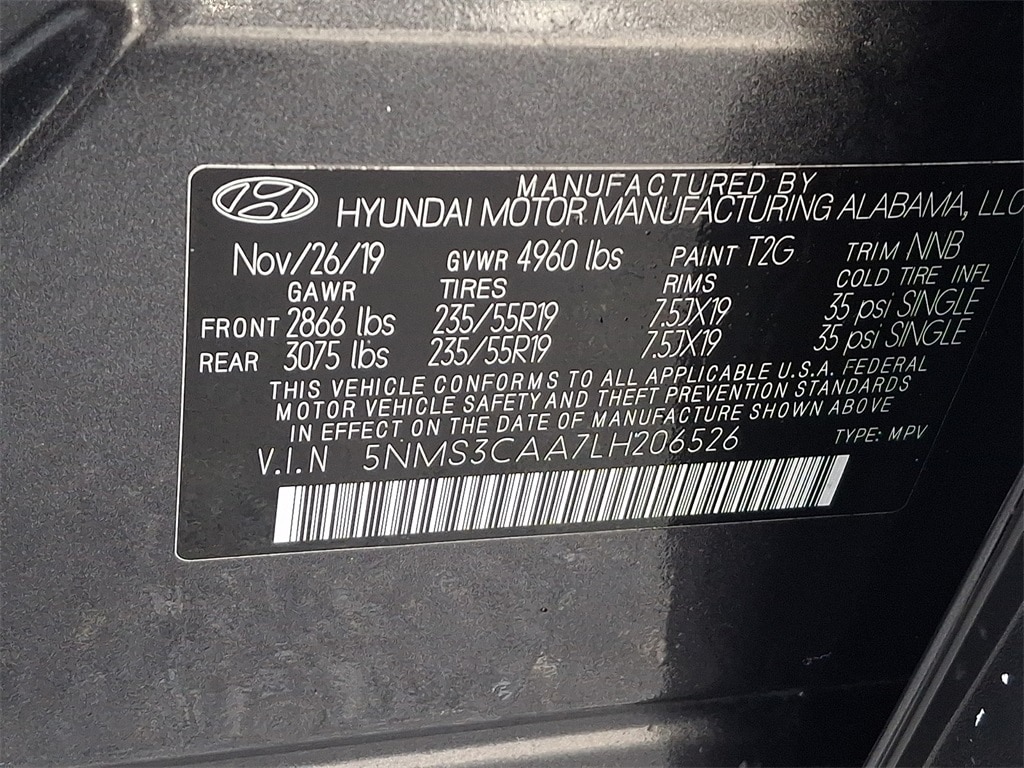 MANUFACTURED BY
HYUNDAI MOTOR MANUFACTURING ALABAMA, LLC
Nov/26/19 GVWR 4960 lbs PAINT T2G TRIM NNB
GAWR TIRES RIMS COLD TIRE INFL
FRONT 2866 lbs 235/55R19 7.5JX19 35 psi SINGLE
REAR 3075 lbs 235/55R19 7.5JX19 35 psi SINGLE
THIS VEHICLE CONFORMS TO ALL APPLICABLE U.S.A. FEDERAL
MOTOR VEHICLE SAFETY AND THEFT PREVENTION STANDARDS
IN EFFECT ON THE DATE OF MANUFACTURE SHOWN ABOVE
V.I.N 5NMS3CAA7LH206526 TYPE: MPV